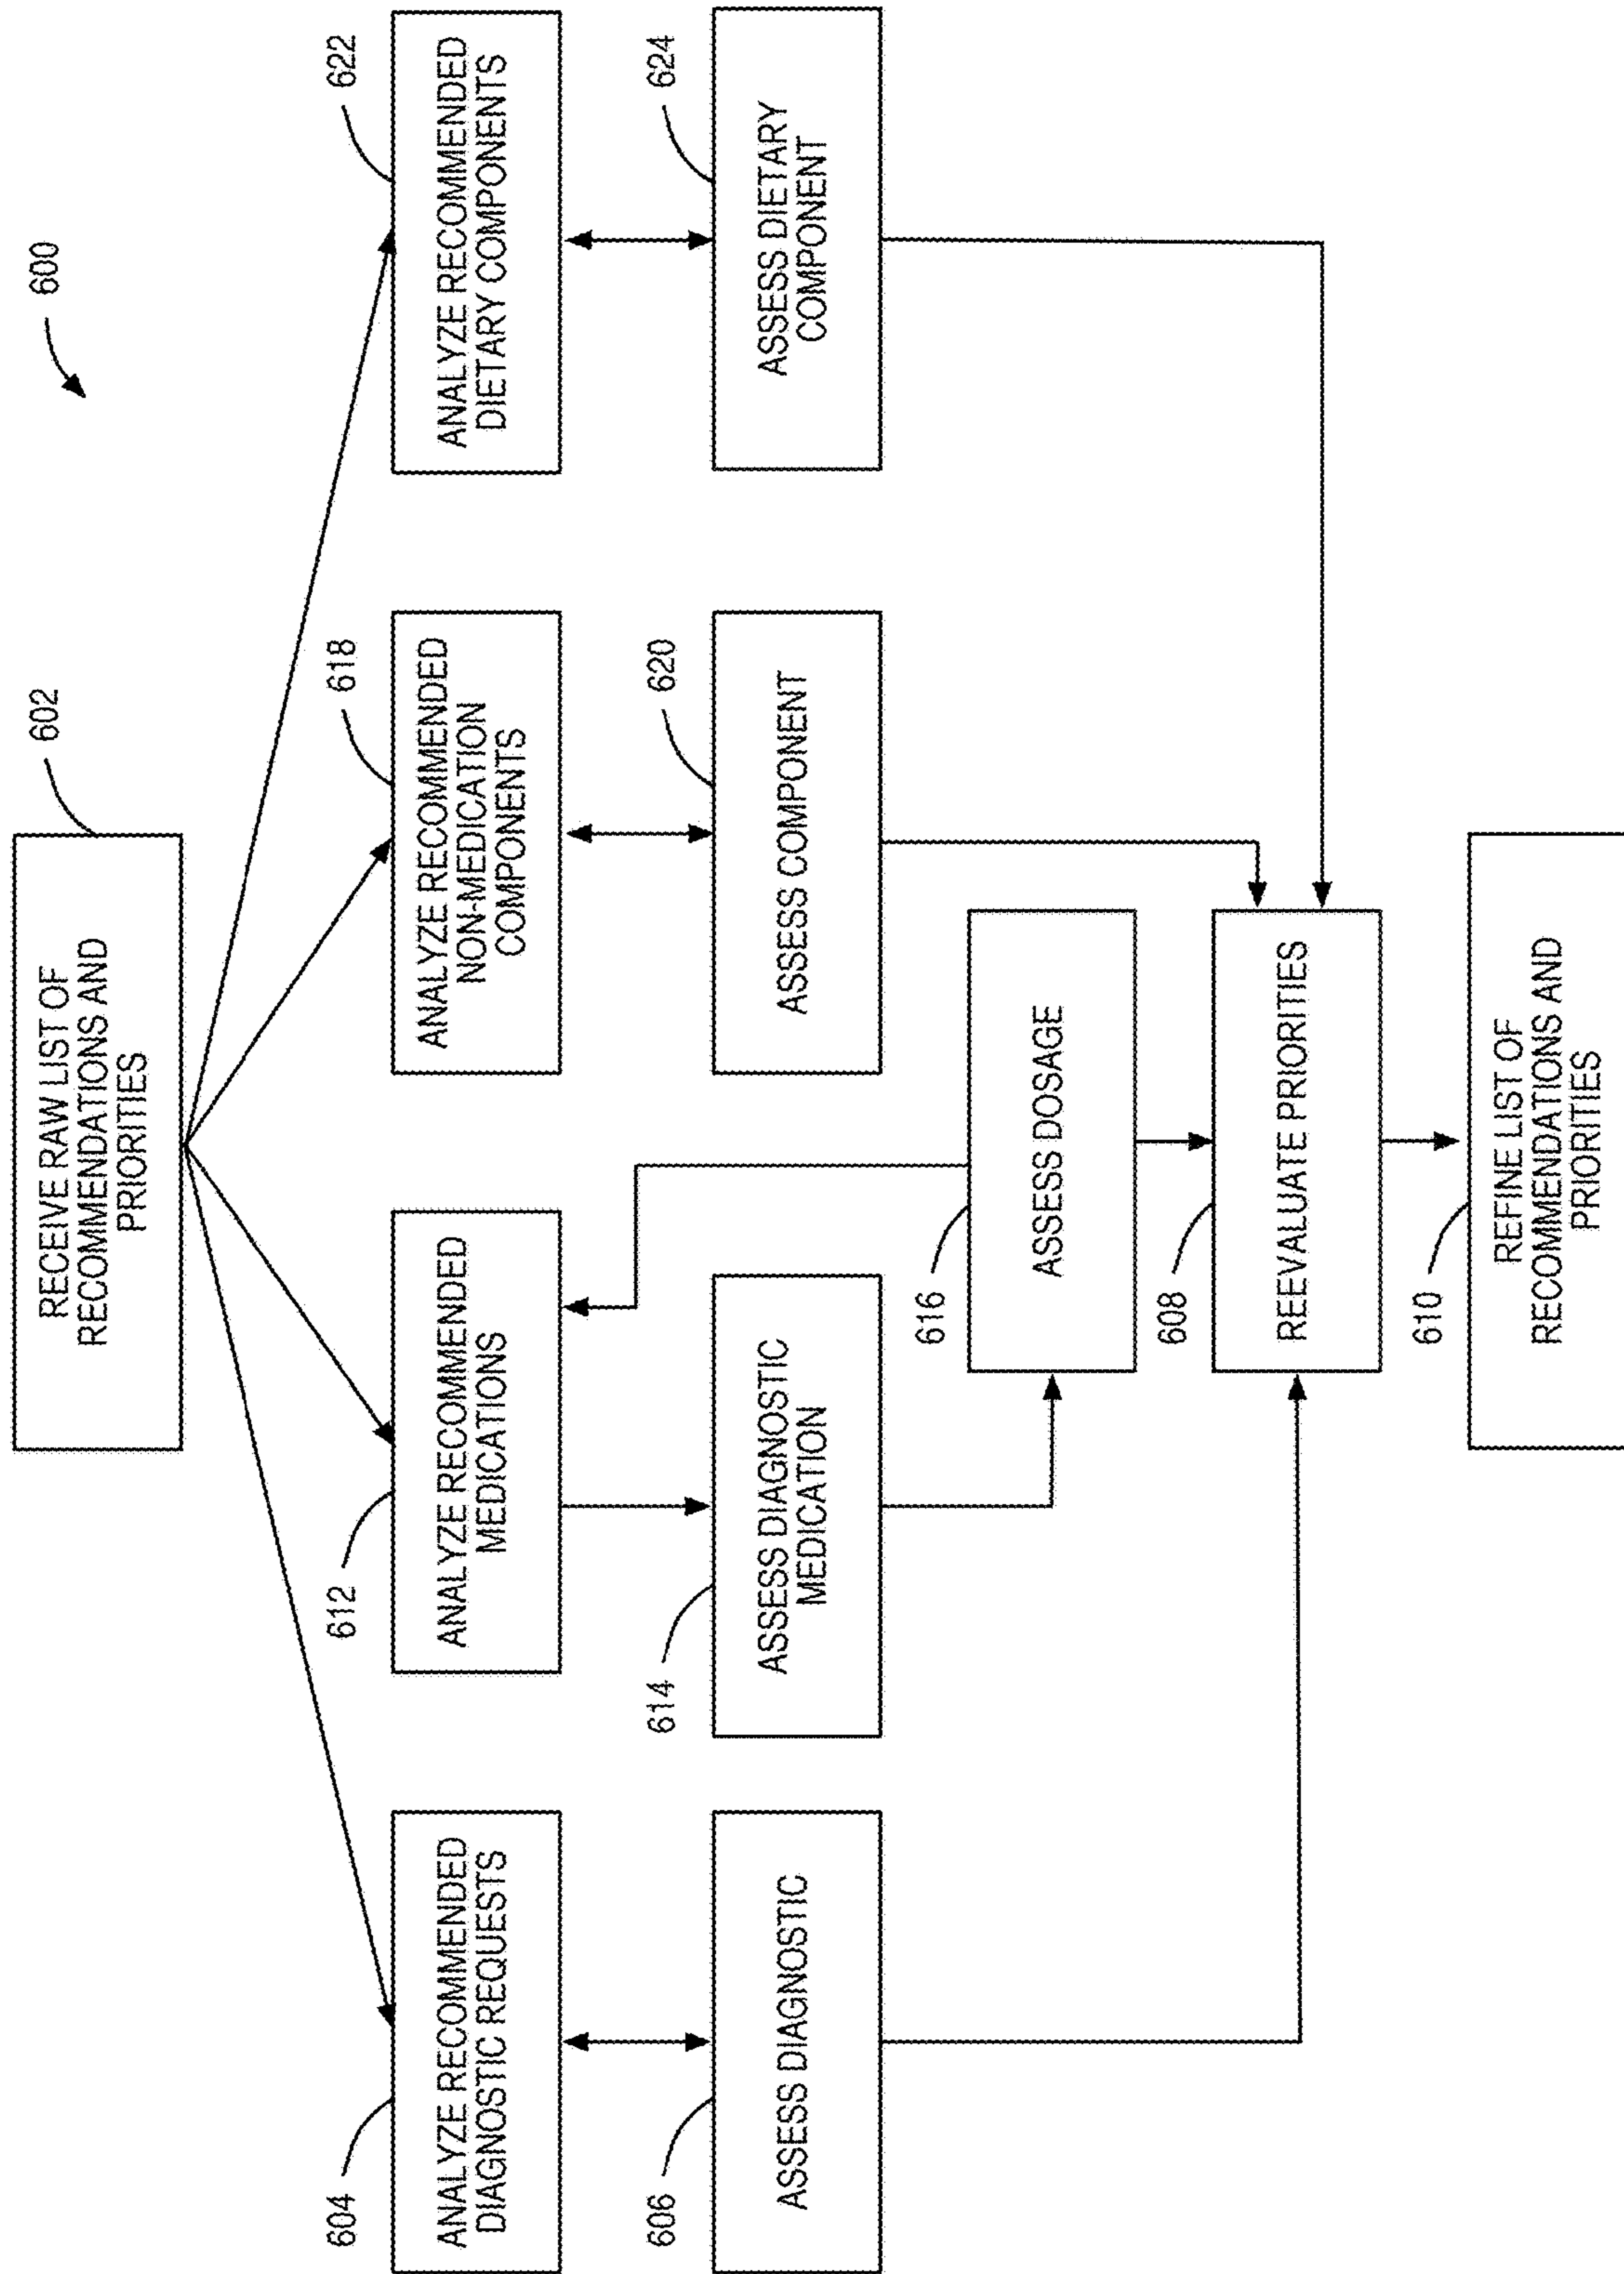 600
602
RECEIVE RAW LIST OF
RECOMMENDATIONS AND
PRIORITIES
604
ANALYZE RECOMMENDED
DIAGNOSTIC REQUESTS
612
ANALYZE RECOMMENDED
MEDICATIONS
618
ANALYZE RECOMMENDED
NON-MEDICATION
COMPONENTS
622
ANALYZE RECOMMENDED
DIETARY COMPONENTS
606
ASSESS DIAGNOSTIC
614
ASSESS DIAGNOSTIC
MEDICATION
620
ASSESS COMPONENT
624
ASSESS DIETARY
COMPONENT
616
ASSESS DOSAGE
608
REEVALUATE PRIORITIES
610
REFINE LIST OF
RECOMMENDATIONS AND
PRIORITIES